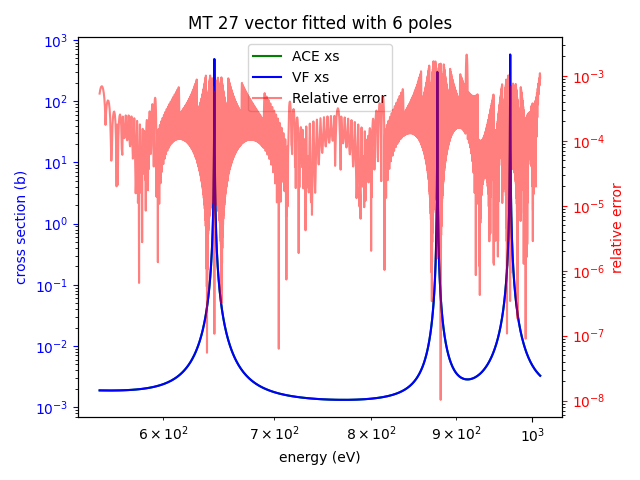 MT 27 vector fitted with 6 poles
ACE xs
VF xs
Relative error
cross section (b)
10³
10²
10¹
10⁰
10⁻¹
10⁻²
10⁻³
relative error
10⁻³
10⁻⁴
10⁻⁵
10⁻⁶
10⁻⁷
10⁻⁸
6 × 10² 7 × 10² 8 × 10² 9 × 10² 10³
energy (eV)